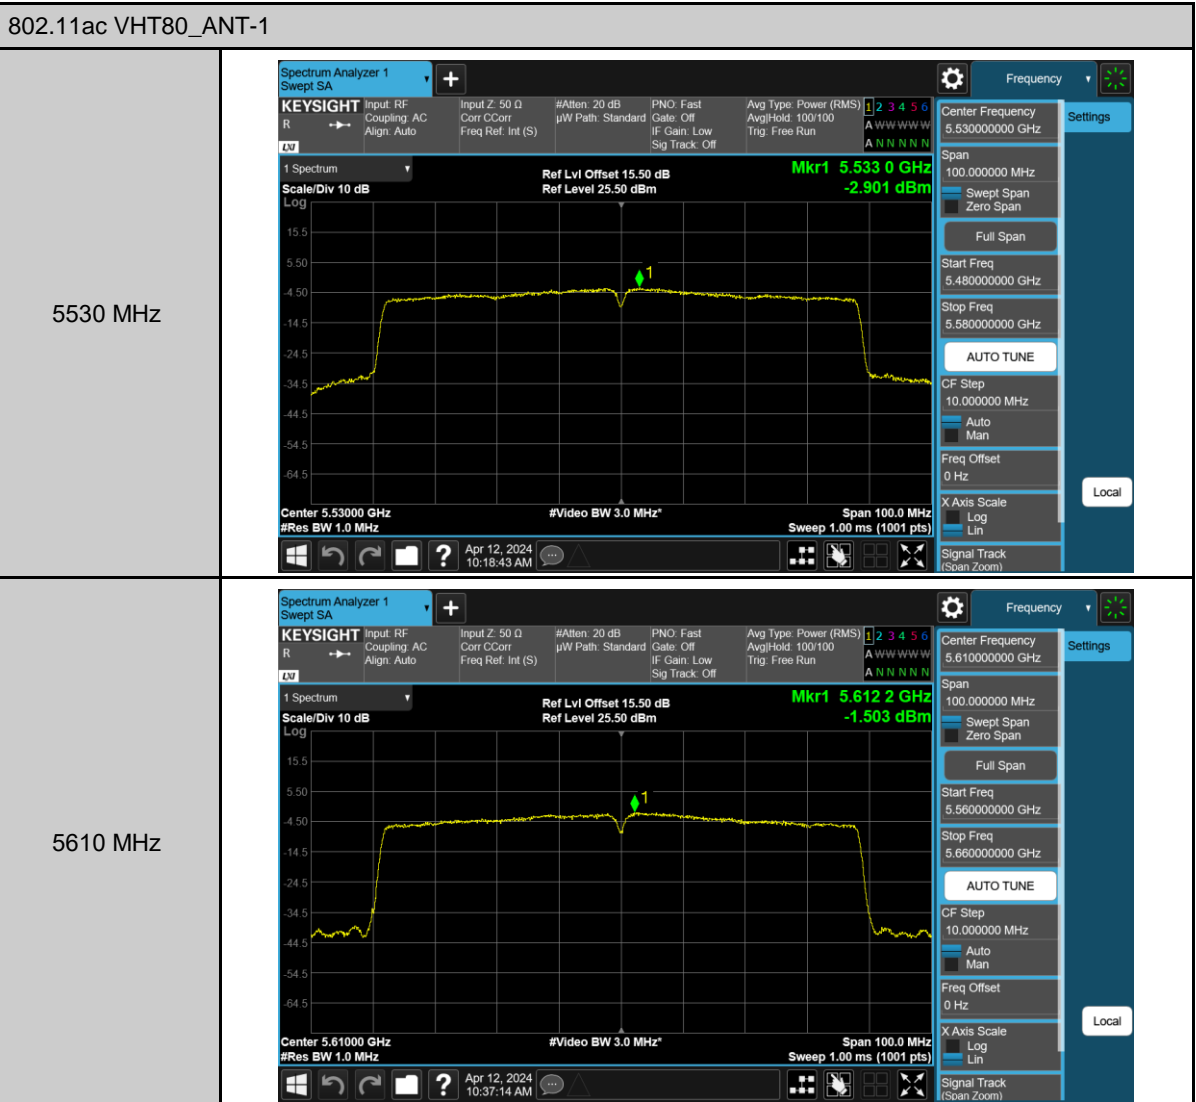 802.11ac VHT80_ANT-1
5530 MHz
Spectrum Analyzer 1
Swept SA
Frequency
KEYSIGHT
R
LXI
Input: RF
Coupling: AC
Align: Auto
Input Z: 50 Ω
Corr CCorr
Freq Ref: Int (S)
#Atten: 20 dB
µW Path: Standard
PNO: Fast
Gate: Off
IF Gain: Low
Sig Track: Off
Avg Type: Power (RMS)
Avg|Hold: 100/100
Trig: Free Run
1 2 3 4 5 6
A W W W W W
A N N N N N
1 Spectrum
Scale/Div 10 dB
Log
Ref Lvl Offset 15.50 dB
Ref Level 25.50 dBm
Mkr1 5.533 0 GHz
-2.901 dBm
15.5
5.50
-4.50
-14.5
-24.5
-34.5
-44.5
-54.5
-64.5
1
Center 5.53000 GHz
#Res BW 1.0 MHz
#Video BW 3.0 MHz*
Span 100.0 MHz
Sweep 1.00 ms (1001 pts)
Apr 12, 2024
10:18:43 AM
Center Frequency
5.530000000 GHz
Span
100.000000 MHz
Swept Span
Zero Span
Full Span
Start Freq
5.480000000 GHz
Stop Freq
5.580000000 GHz
AUTO TUNE
CF Step
10.000000 MHz
Auto
Man
Freq Offset
0 Hz
X Axis Scale
Log
Lin
Signal Track
(Span Zoom)
Settings
Local
5610 MHz
Spectrum Analyzer 1
Swept SA
Frequency
KEYSIGHT
R
LXI
Input: RF
Coupling: AC
Align: Auto
Input Z: 50 Ω
Corr CCorr
Freq Ref: Int (S)
#Atten: 20 dB
µW Path: Standard
PNO: Fast
Gate: Off
IF Gain: Low
Sig Track: Off
Avg Type: Power (RMS)
Avg|Hold: 100/100
Trig: Free Run
1 2 3 4 5 6
A W W W W W
A N N N N N
1 Spectrum
Scale/Div 10 dB
Log
Ref Lvl Offset 15.50 dB
Ref Level 25.50 dBm
Mkr1 5.612 2 GHz
-1.503 dBm
15.5
5.50
-4.50
-14.5
-24.5
-34.5
-44.5
-54.5
-64.5
1
Center 5.61000 GHz
#Res BW 1.0 MHz
#Video BW 3.0 MHz*
Span 100.0 MHz
Sweep 1.00 ms (1001 pts)
Apr 12, 2024
10:37:14 AM
Center Frequency
5.610000000 GHz
Span
100.000000 MHz
Swept Span
Zero Span
Full Span
Start Freq
5.560000000 GHz
Stop Freq
5.660000000 GHz
AUTO TUNE
CF Step
10.000000 MHz
Auto
Man
Freq Offset
0 Hz
X Axis Scale
Log
Lin
Signal Track
(Span Zoom)
Settings
Local